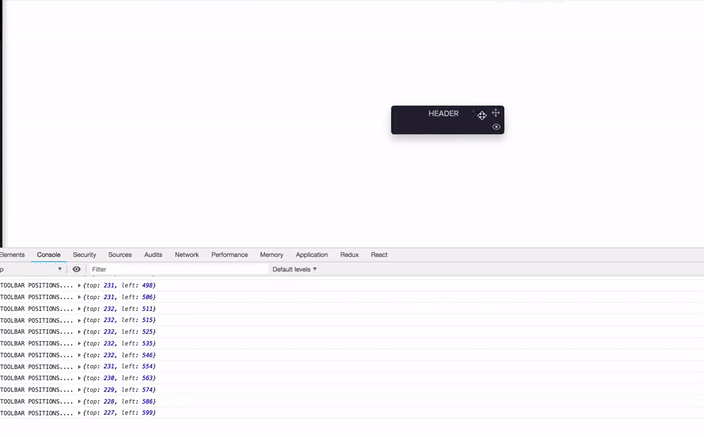 HEADER
Elements Console Security Sources Audits Network Performance Memory Application Redux React
p Filter Default levels
TOOLBAR POSITIONS.... {top: 231, left: 498}
TOOLBAR POSITIONS.... {top: 231, left: 506}
TOOLBAR POSITIONS.... {top: 232, left: 511}
TOOLBAR POSITIONS.... {top: 232, left: 515}
TOOLBAR POSITIONS.... {top: 232, left: 525}
TOOLBAR POSITIONS.... {top: 232, left: 535}
TOOLBAR POSITIONS.... {top: 232, left: 546}
TOOLBAR POSITIONS.... {top: 231, left: 554}
TOOLBAR POSITIONS.... {top: 230, left: 563}
TOOLBAR POSITIONS.... {top: 229, left: 574}
TOOLBAR POSITIONS.... {top: 228, left: 586}
TOOLBAR POSITIONS.... {top: 227, left: 599}